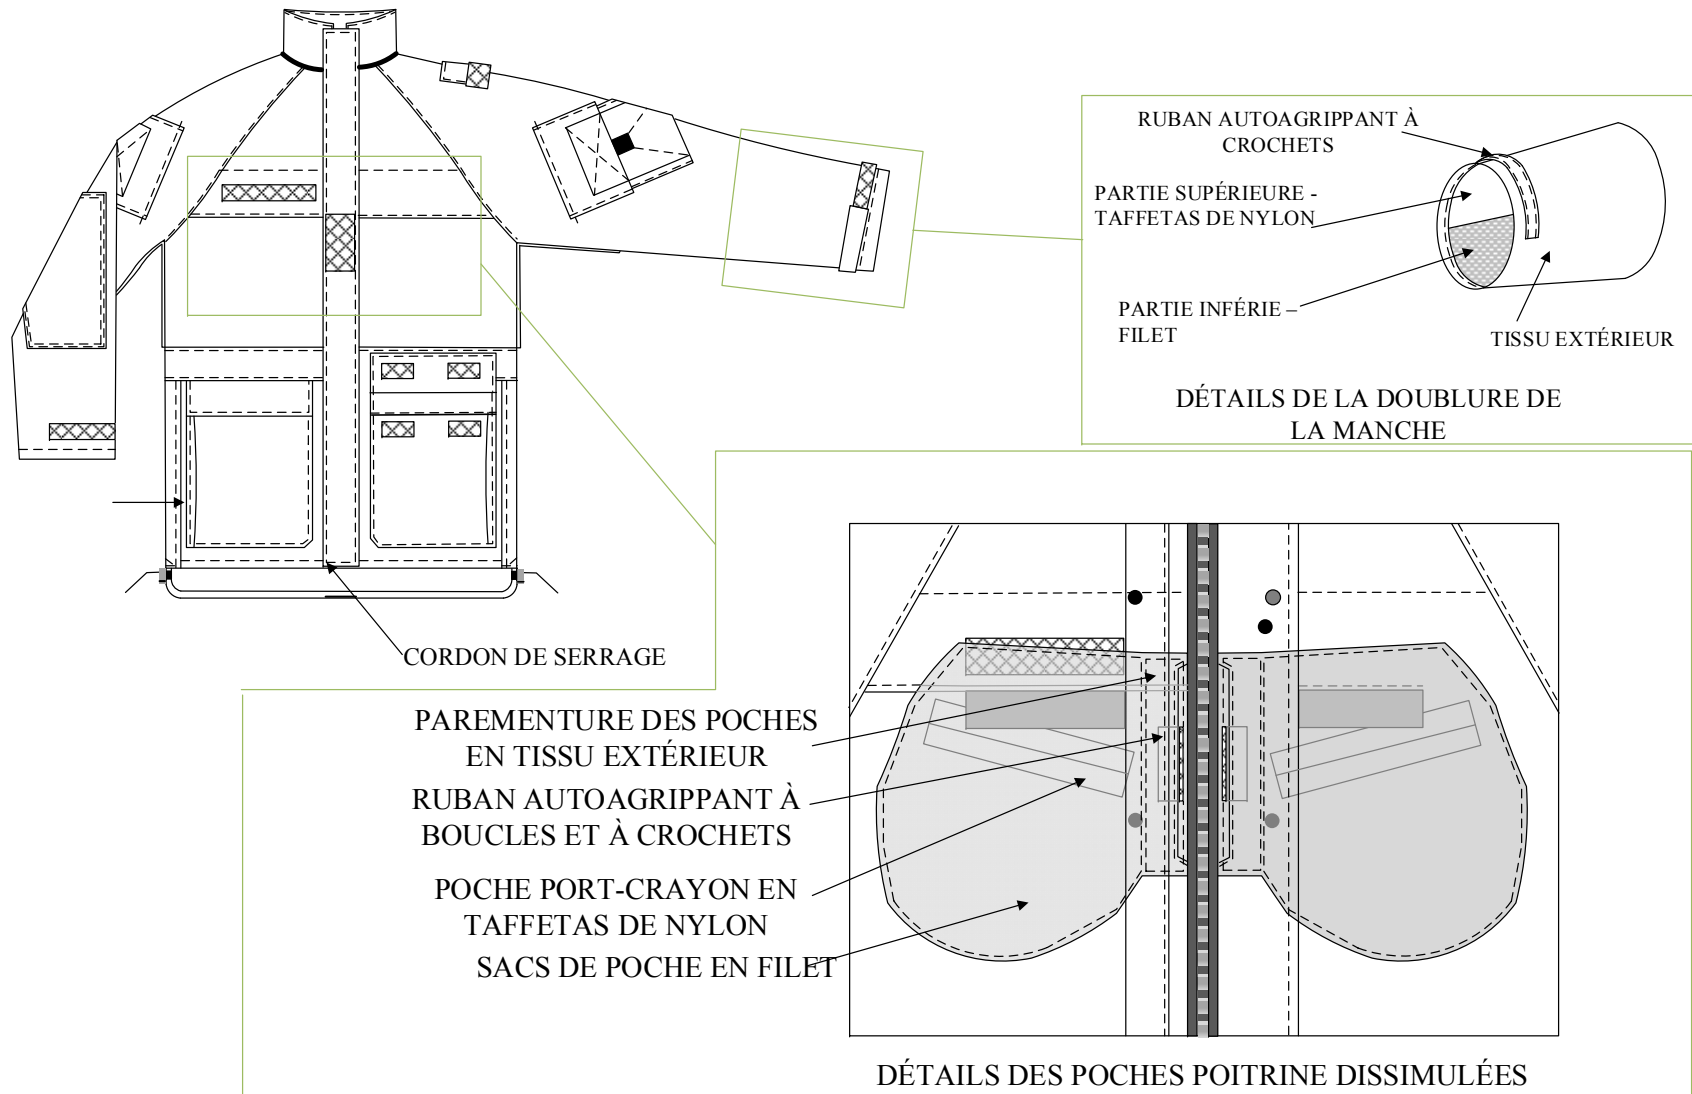 RUBAN AUTOAGRIPPANT À
CROCHETS
PARTIE SUPÉRIEURE -
TAFFETAS DE NYLON
PARTIE INFÉRIE –
FILET
TISSU EXTÉRIEUR
DÉTAILS DE LA DOUBLURE DE
LA MANCHE
CORDON DE SERRAGE
PAREMENTURE DES POCHES
EN TISSU EXTÉRIEUR
RUBAN AUTOAGRIPPANT À
BOUCLES ET À CROCHETS
POCHE PORT-CRAYON EN
TAFFETAS DE NYLON
SACS DE POCHE EN FILET
DÉTAILS DES POCHES POITRINE DISSIMULÉES